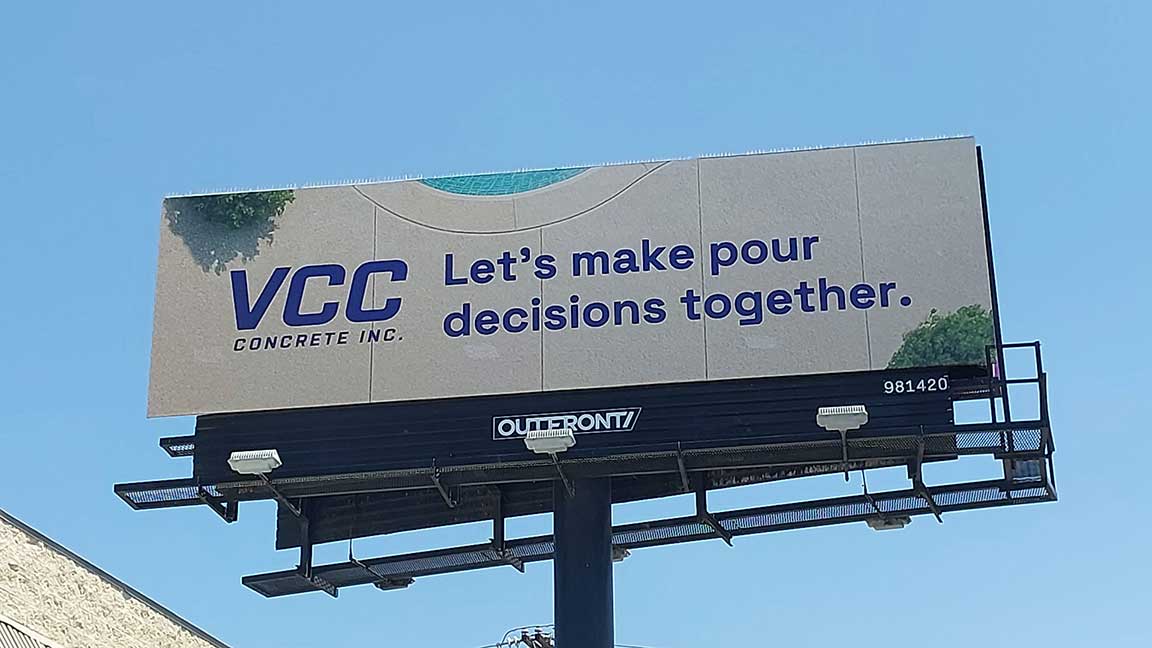 VCC
CONCRETE INC.
Let's make pour
decisions together.
981420
OUTFRONT/